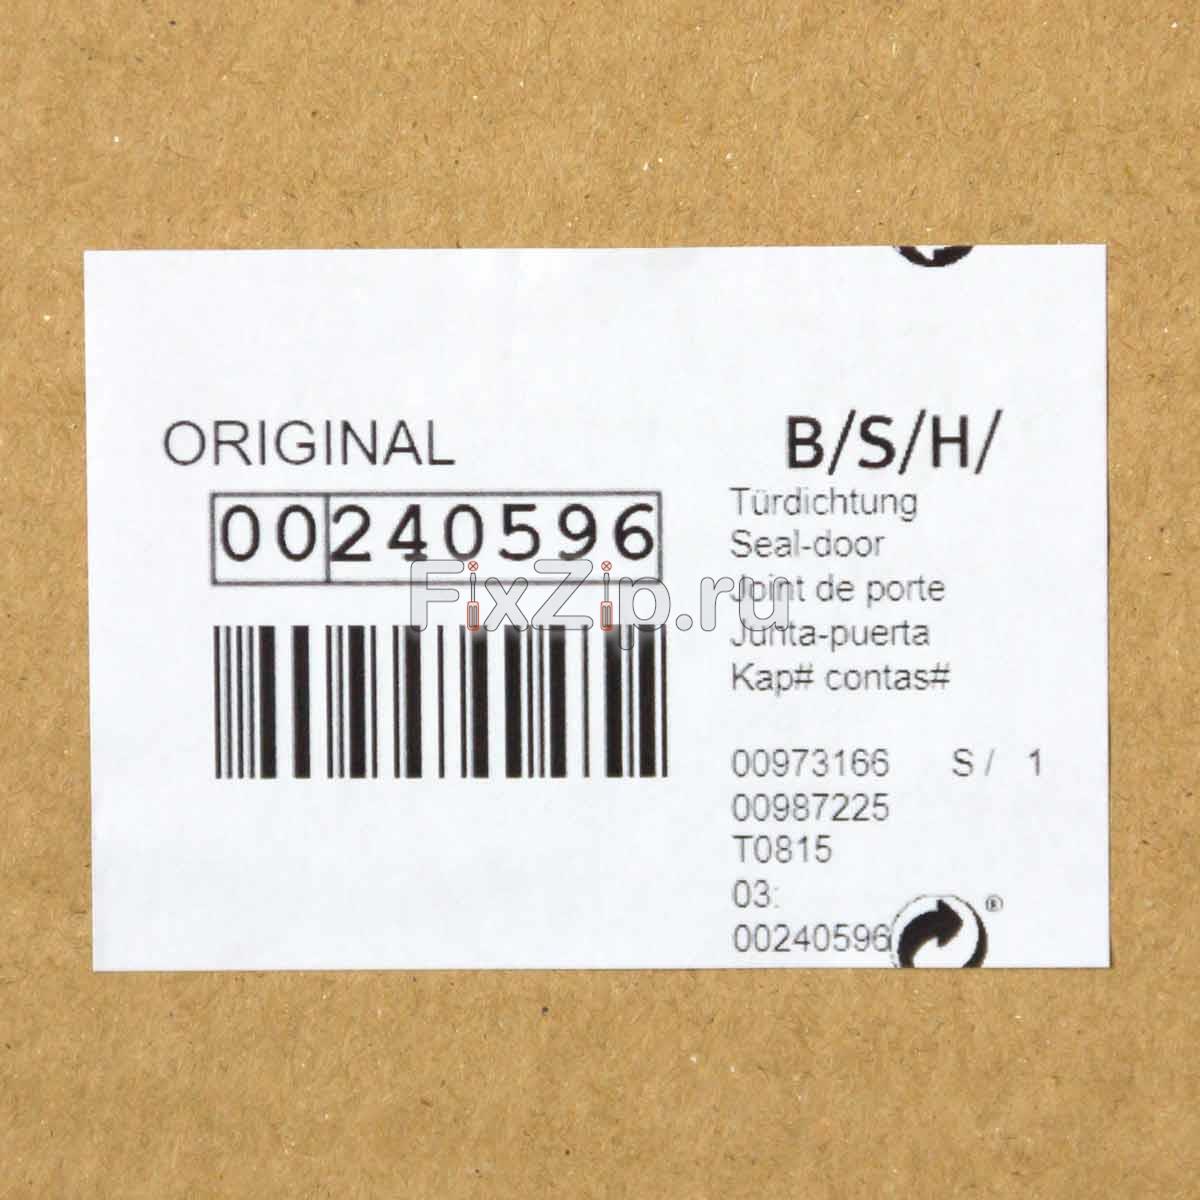 ORIGINAL
B/S/H/
00240596
Türdichtung
Seal-door
Joint de porte
Junta-puerta
Kap# contas#
FixZip.ru
00973166 S / 1
00987225
T0815
03:
00240596
®